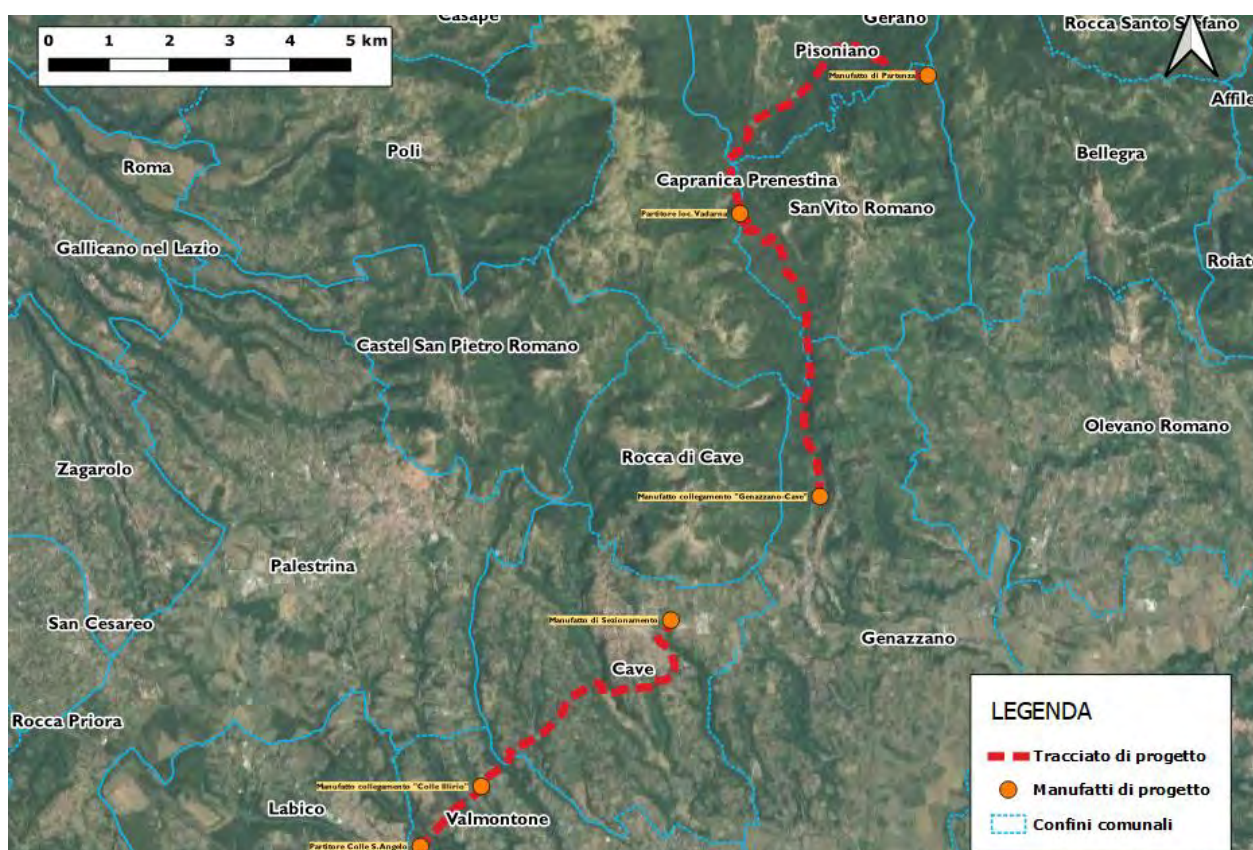 Casape
Gerano
Rocca Santo Stefano
0 1 2 3 4 5 km
Pisoniano
Manufatto di Partenza
Affile
Poli
Bellegra
Roma
Capranica Prenestina
San Vito Romano
Partitore loc. Vadarna
Gallicano nel Lazio
Roiate
Castel San Pietro Romano
Olevano Romano
Rocca di Cave
Zagarolo
Manufatto collegamento "Genazzano-Cave"
Palestrina
San Cesareo
Manufatto di Sezionamento
Genazzano
Cave
Rocca Priora
LEGENDA
Tracciato di progetto
Manufatto collegamento "Colle Illirio"
Manufatti di progetto
Labico
Valmontone
Confini comunali
Partitore Colle S.Angelo